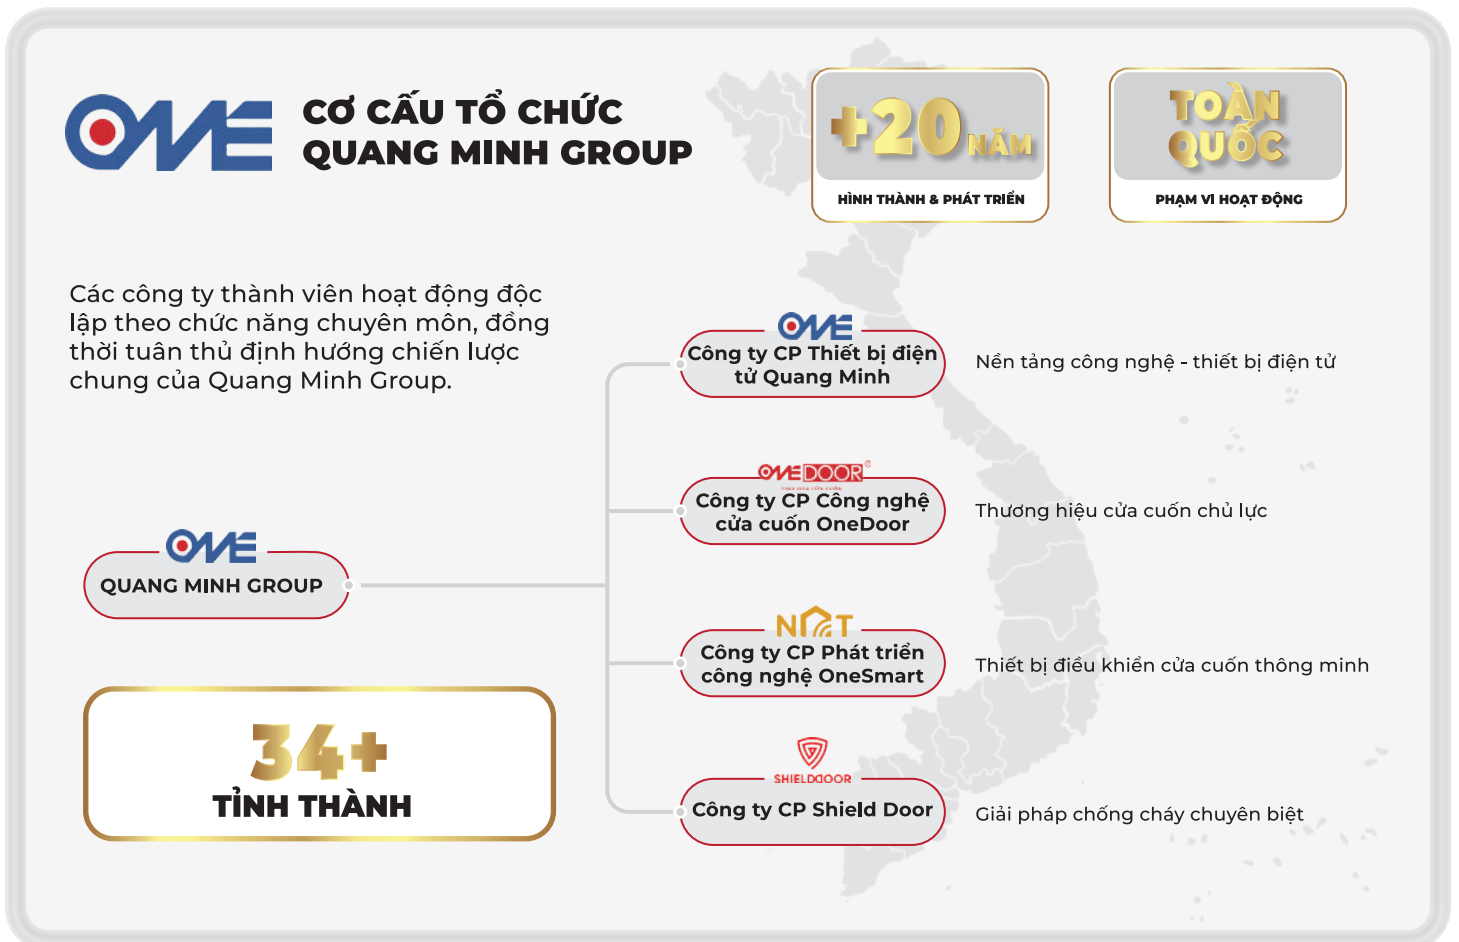 ONE
CƠ CẤU TỔ CHỨC
QUANG MINH GROUP
+20 NĂM
HÌNH THÀNH & PHÁT TRIỂN
TOÀN
QUỐC
PHẠM VI HOẠT ĐỘNG
Các công ty thành viên hoạt động độc
lập theo chức năng chuyên môn, đồng
thời tuân thủ định hướng chiến lược
chung của Quang Minh Group.
ONE
QUANG MINH GROUP
34+
TỈNH THÀNH
ONE
Công ty CP Thiết bị điện
tử Quang Minh
Nền tảng công nghệ - thiết bị điện tử
ONEDOOR®
Công ty CP Công nghệ
cửa cuốn OneDoor
Thương hiệu cửa cuốn chủ lực
Công ty CP Phát triển
công nghệ OneSmart
Thiết bị điều khiển cửa cuốn thông minh
SHIELDDOOR
Công ty CP Shield Door
Giải pháp chống cháy chuyên biệt